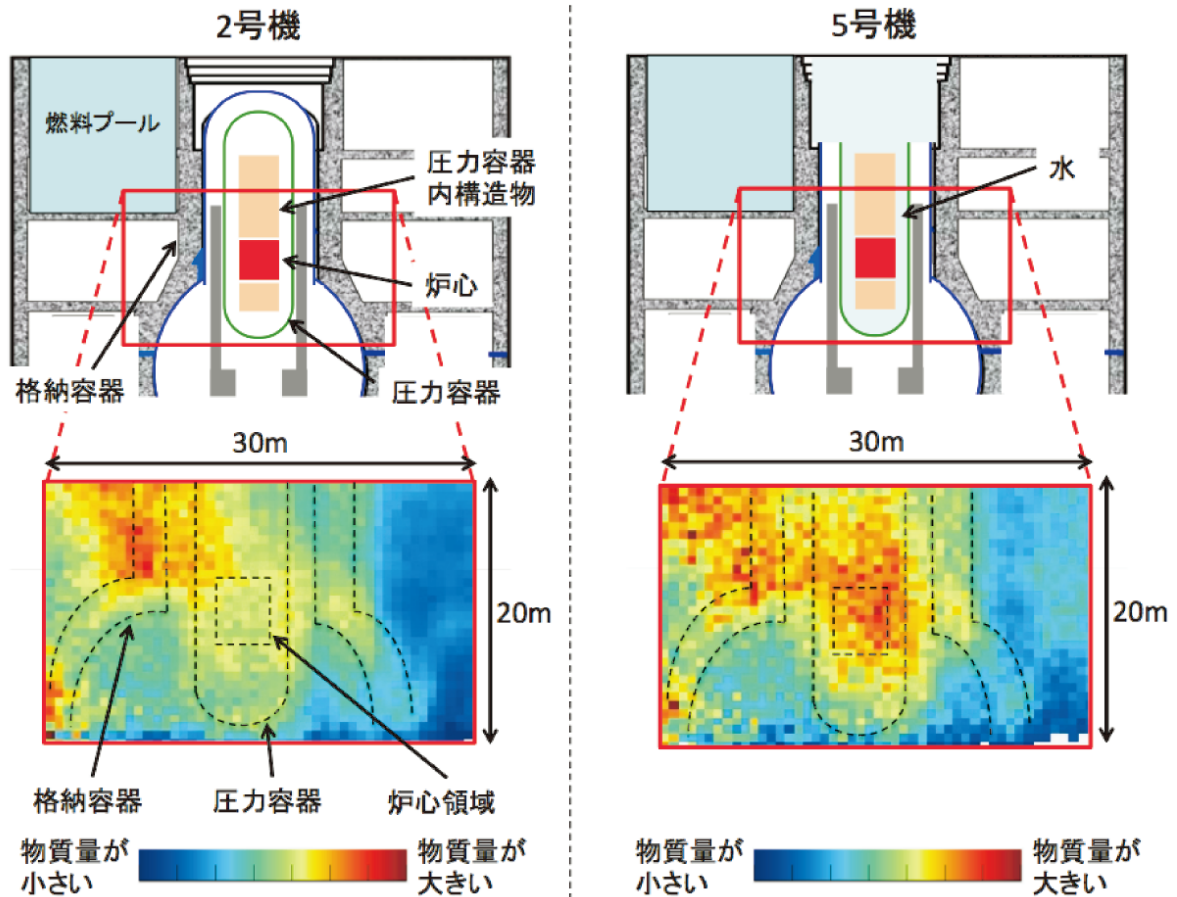 2号機
燃料プール
圧力容器
内構造物
炉心
格納容器
圧力容器
30m
20m
格納容器
圧力容器
炉心領域
物質量が
小さい
物質量が
大きい
5号機
水
30m
20m
物質量が
小さい
物質量が
大きい